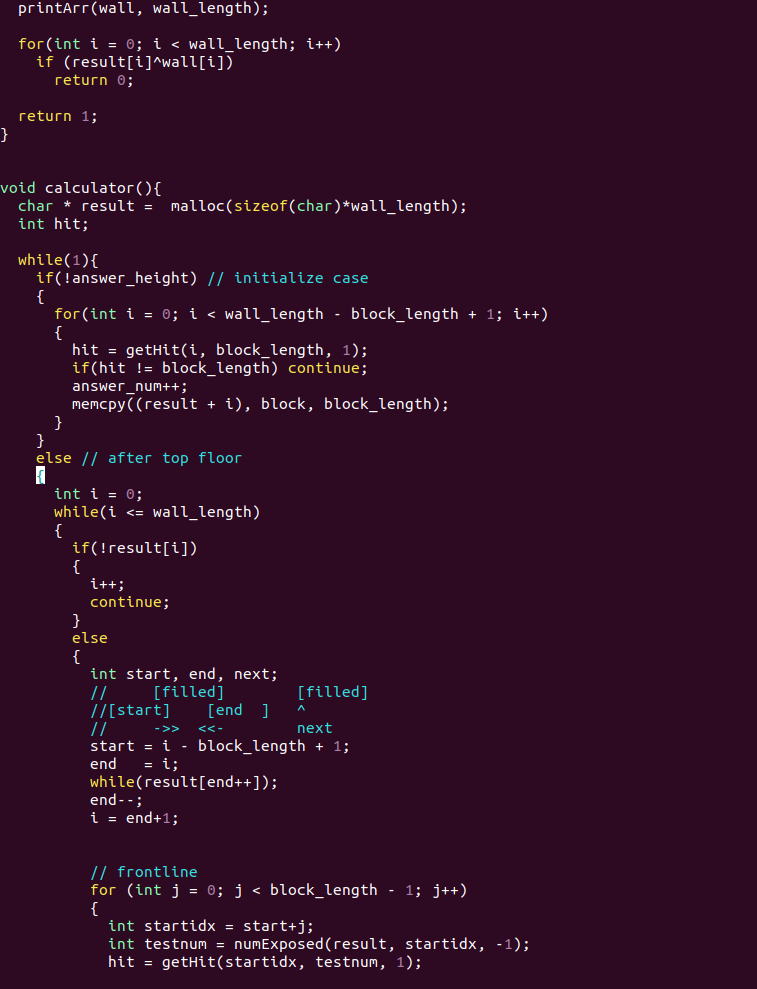 printArr(wall, wall_length);

  for(int i = 0; i < wall_length; i++)
    if (result[i]^wall[i])
      return 0;

  return 1;
}


void calculator(){
  char * result =  malloc(sizeof(char)*wall_length);
  int hit;

  while(1){
    if(!answer_height) // initialize case
    {
      for(int i = 0; i < wall_length - block_length + 1; i++)
      {
        hit = getHit(i, block_length, 1);
        if(hit != block_length) continue;
        answer_num++;
        memcpy((result + i), block, block_length);
      }
    }
    else // after top floor
    {
      int i = 0;
      while(i <= wall_length)
      {
        if(!result[i])
        {
          i++;
          continue;
        }
        else
        {
          int start, end, next;
          //     [filled]        [filled]
          //[start]    [end  ]   ^
          //     ->>  <<-        next
          start = i - block_length + 1;
          end   = i;
          while(result[end++]);
          end--;
          i = end+1;


          // frontline
          for (int j = 0; j < block_length - 1; j++)
          {
            int startidx = start+j;
            int testnum = numExposed(result, startidx, -1);
            hit = getHit(startidx, testnum, 1);